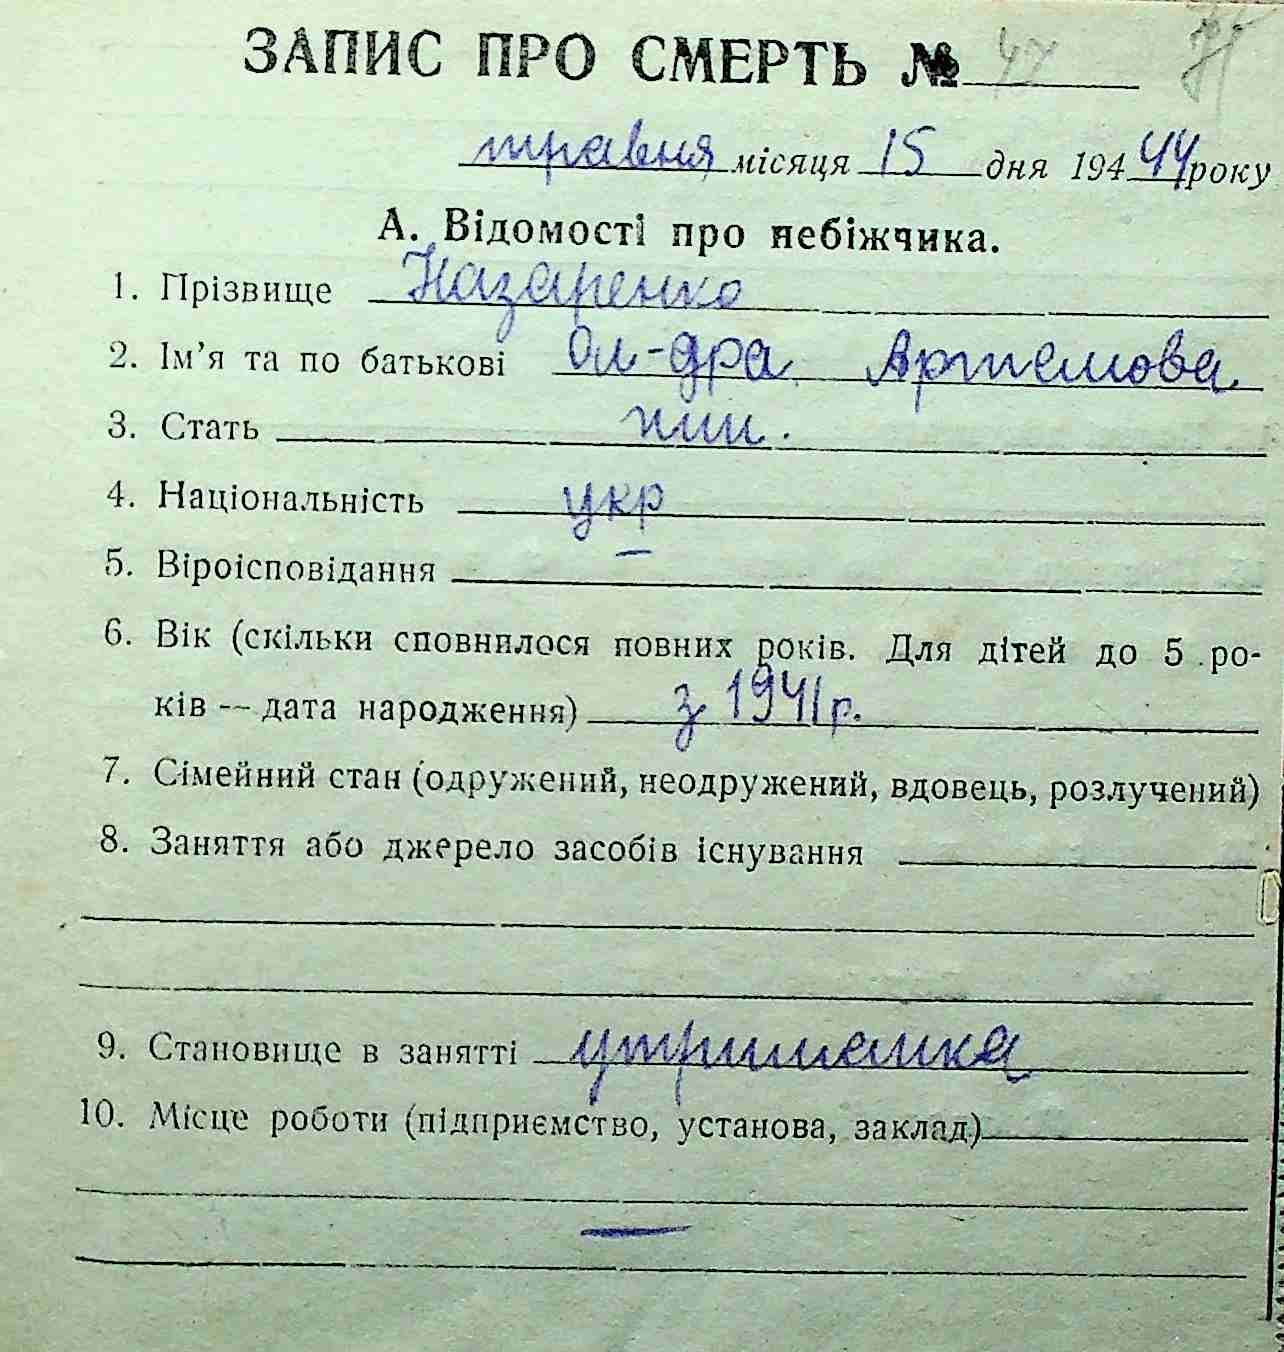 ЗАПИС ПРО СМЕРТЬ № 47
травня місяця 15 дня 194 44 року
А. Відомості про небіжчика.
1. Прізвище Назаренко
2. Ім’я та по батькові Ол-дра Артемова
3. Стать
4. Національність укр
5. Віроісповідання —
6. Вік (скільки сповнилося повних років. Для дітей до 5 ро-
ків — дата народження) з 1941 р.
7. Сімейний стан (одружений, неодружений, вдовець, розлучений)
8. Заняття або джерело засобів існування
9. Становище в занятті утриманка
10. Місце роботи (підприємство, установа, заклад)
—